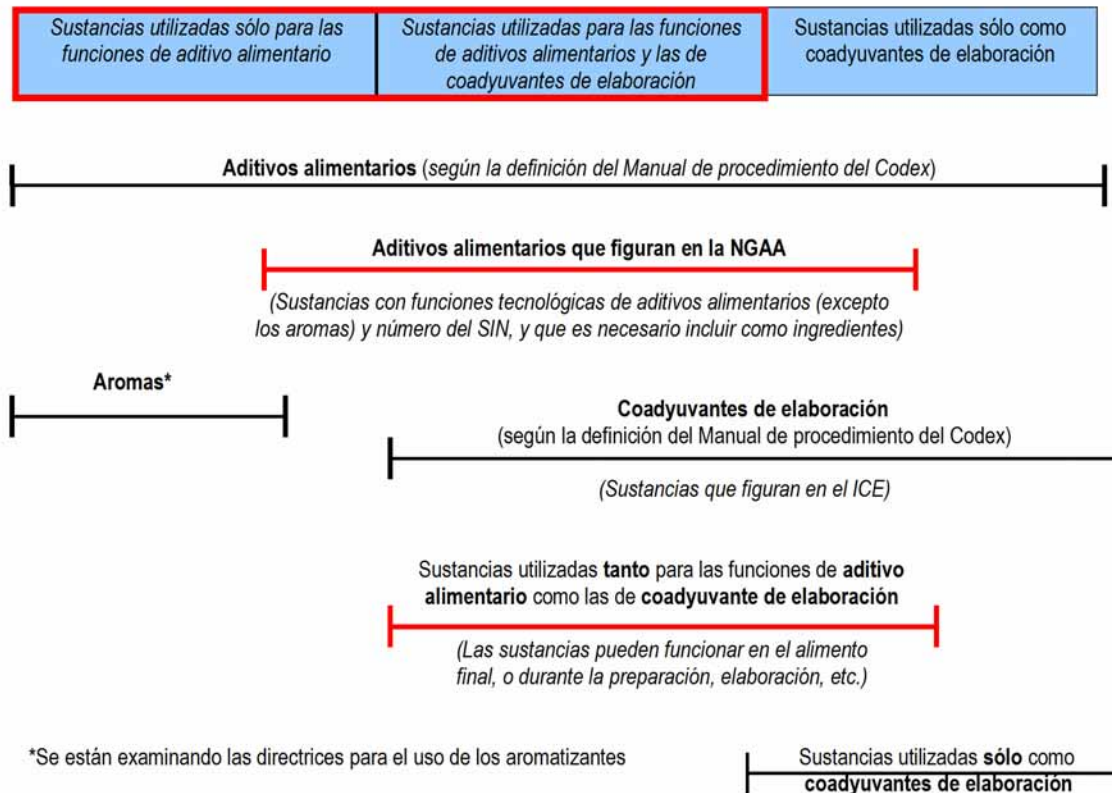 Sustancias utilizadas sólo para las
funciones de aditivo alimentario
Sustancias utilizadas para las funciones
de aditivos alimentarios y las de
coadyuvantes de elaboración
Sustancias utilizadas sólo como
coadyuvantes de elaboración
Aditivos alimentarios (según la definición del Manual de procedimiento del Codex)
Aditivos alimentarios que figuran en la NGAA
(Sustancias con funciones tecnológicas de aditivos alimentarios (excepto
los aromas) y número del SIN, y que es necesario incluir como ingredientes)
Aromas*
Coadyuvantes de elaboración
(según la definición del Manual de procedimiento del Codex)
(Sustancias que figuran en el ICE)
Sustancias utilizadas tanto para las funciones de aditivo
alimentario como las de coadyuvante de elaboración
(Las sustancias pueden funcionar en el alimento
final, o durante la preparación, elaboración, etc.)
*Se están examinando las directrices para el uso de los aromatizantes
Sustancias utilizadas sólo como
coadyuvantes de elaboración